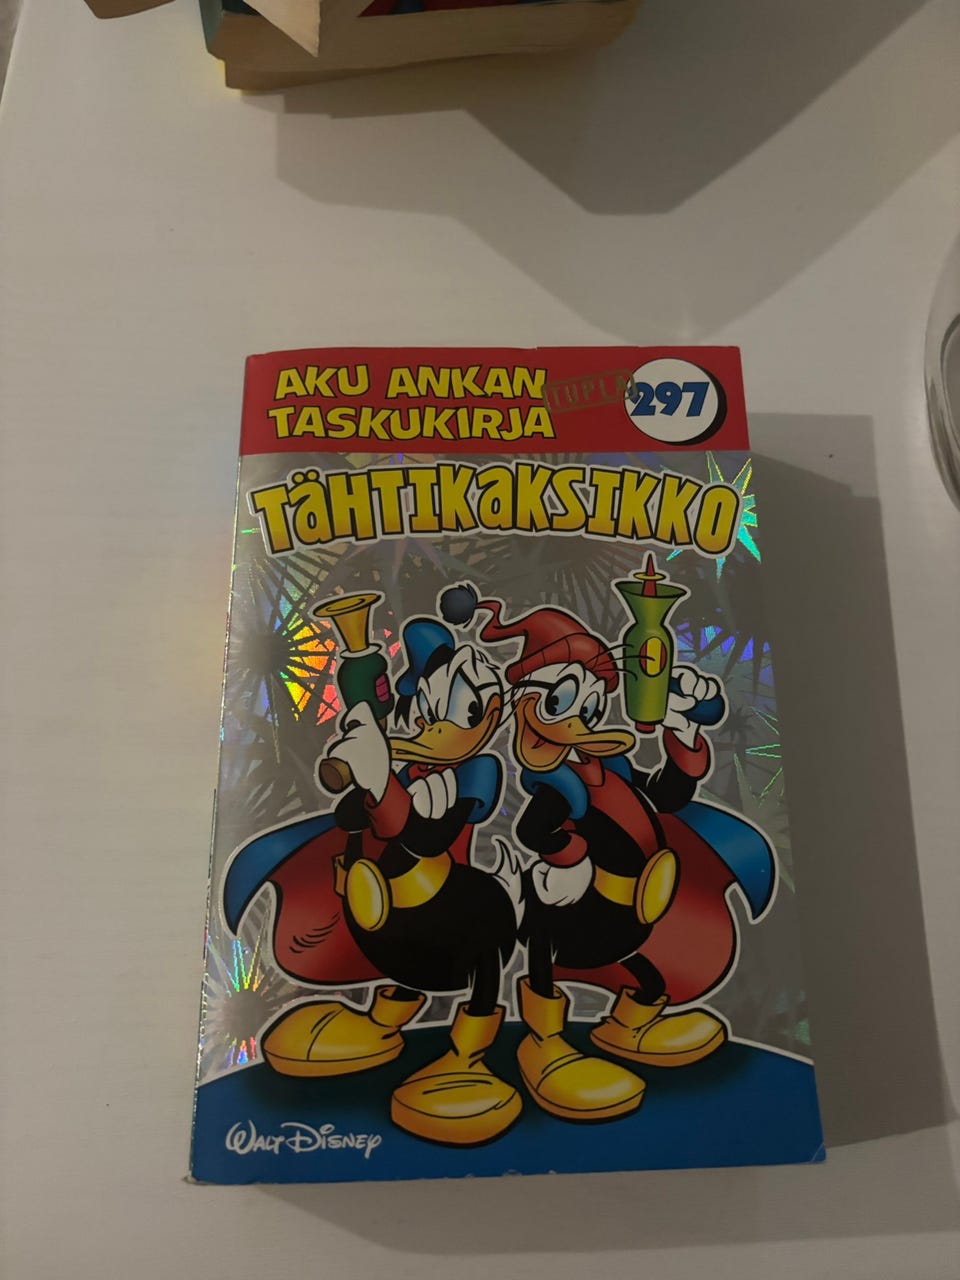 AKU ANKAN
TASKUKIRJA
TUPLA
297
TÄHTIKaKSIKKO
WALT DISNEY